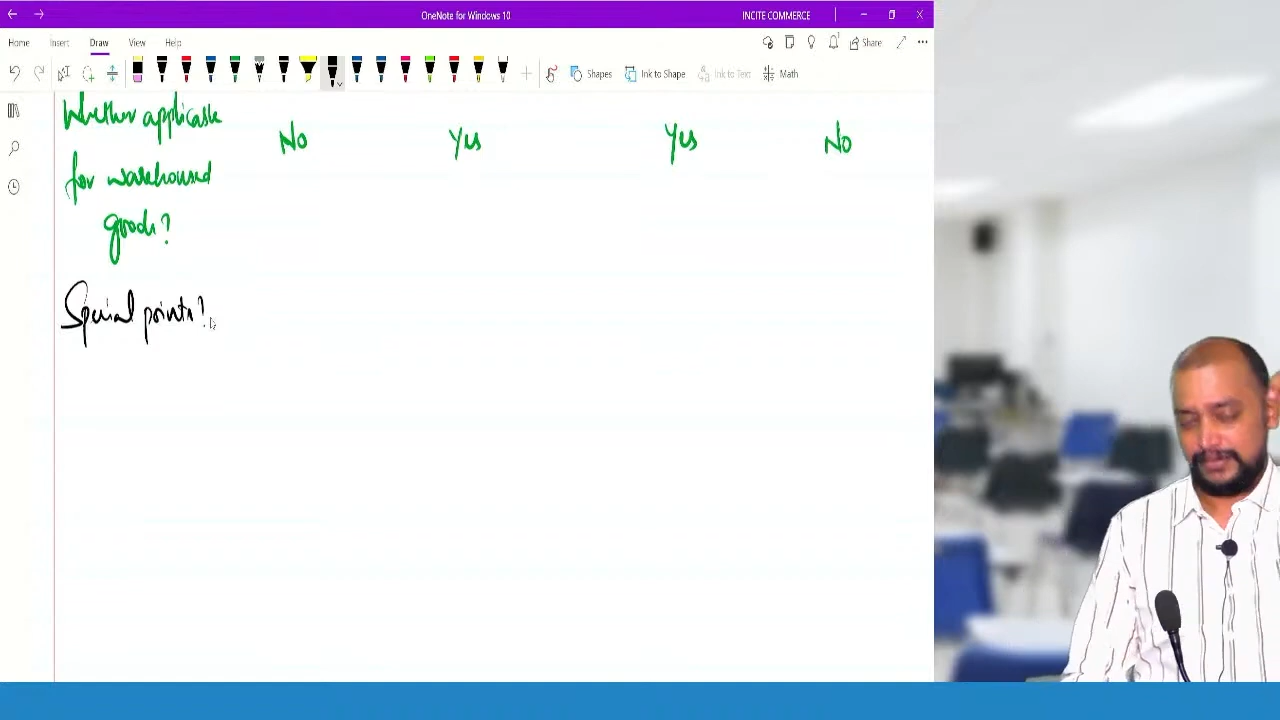 OneNote for Windows 10
INCITE COMMERCE
Home Insert Draw View Help
Share
Shapes Ink to Shape Ink to Text Math
Whether applicable No Yes Yes No
for warehoused
goods?
Special points?